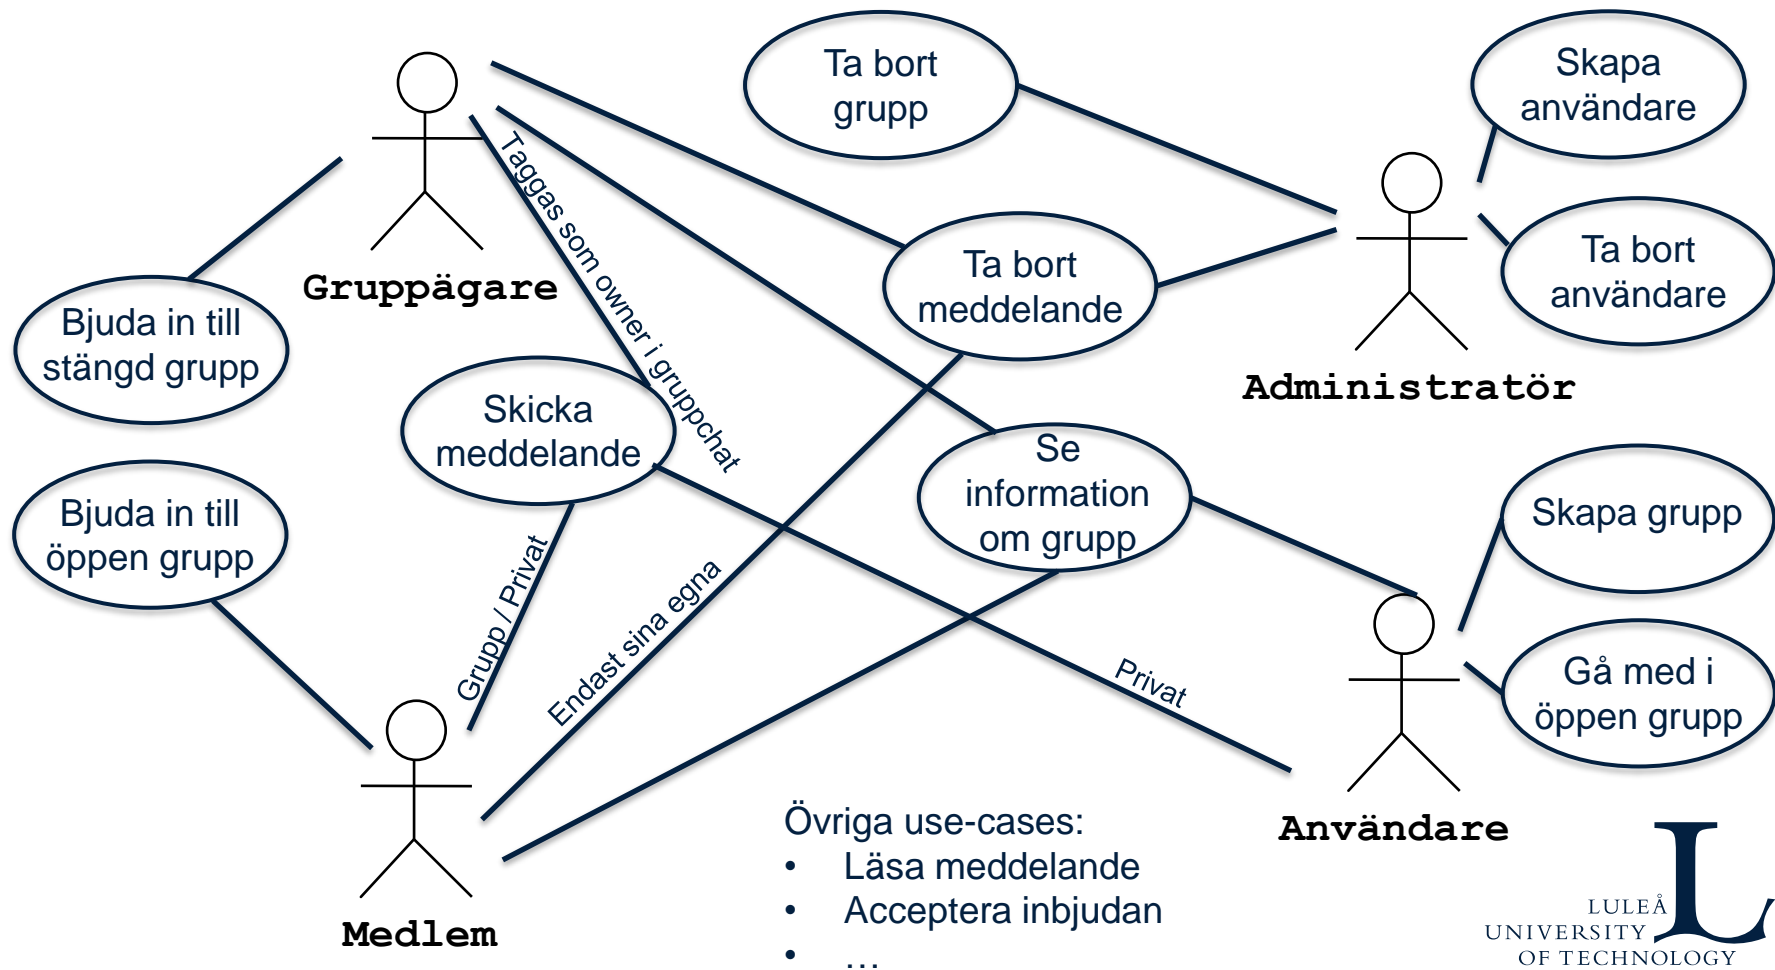 Ta bort
grupp
Skapa
användare
Taggas som owner i gruppchat
Gruppägare
Ta bort
meddelande
Ta bort
användare
Administratör
Bjuda in till
stängd grupp
Skicka
meddelande
Se
information
om grupp
Bjuda in till
öppen grupp
Skapa grupp
Grupp / Privat
Endast sina egna
Privat
Gå med i
öppen grupp
Användare
Medlem
Övriga use-cases:
• Läsa meddelande
• Acceptera inbjudan
• …
L
LULEÅ
UNIVERSITY
OF TECHNOLOGY